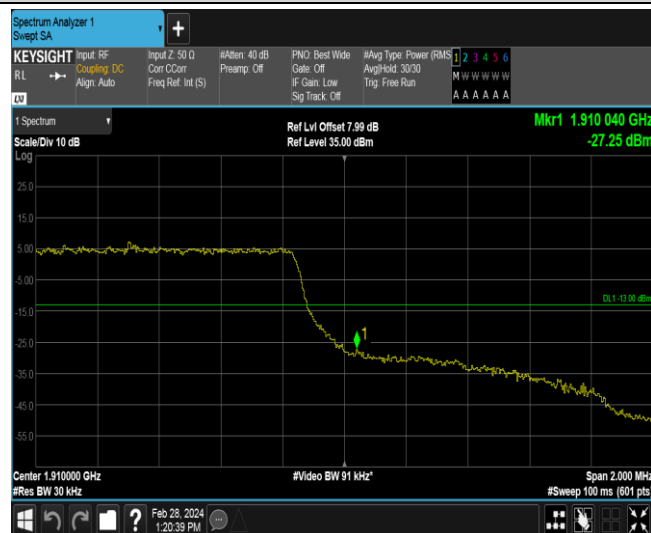 Spectrum Analyzer 1
Swept SA
+
KEYSIGHT
RL
LXI
Input: RF
Coupling: DC
Align: Auto
Input Z: 50 Ω
Corr CCorr
Freq Ref: Int (S)
#Atten: 40 dB
Preamp: Off
PNO: Best Wide
Gate: Off
IF Gain: Low
Sig Track: Off
#Avg Type: Power (RMS
Avg|Hold: 30/30
Trig: Free Run
1 2 3 4 5 6
M W W W W W
A A A A A A
1 Spectrum
Scale/Div 10 dB
Log
Ref Lvl Offset 7.99 dB
Ref Level 35.00 dBm
Mkr1 1.910 040 GHz
-27.25 dBm
25.0
15.0
5.00
-5.00
DL1 -13.00 dBm
-15.0
1
-25.0
-35.0
-45.0
-55.0
Center 1.910000 GHz
#Video BW 91 kHz*
Span 2.000 MHz
#Res BW 30 kHz
#Sweep 100 ms (601 pts)
?
Feb 28, 2024
1:20:39 PM